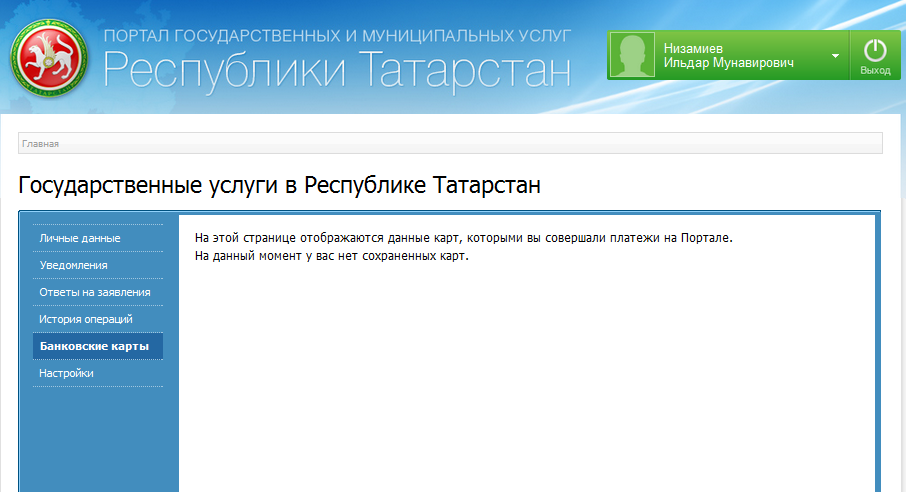 ПОРТАЛ ГОСУДАРСТВЕННЫХ И МУНИЦИПАЛЬНЫХ УСЛУГ
Республики Татарстан
Низамиев
Ильдар Мунавирович
Выход
Главная
Государственные услуги в Республике Татарстан
Личные данные
Уведомления
Ответы на заявления
История операций
Банковские карты
Настройки
На этой странице отображаются данные карт, которыми вы совершали платежи на Портале.
На данный момент у вас нет сохраненных карт.